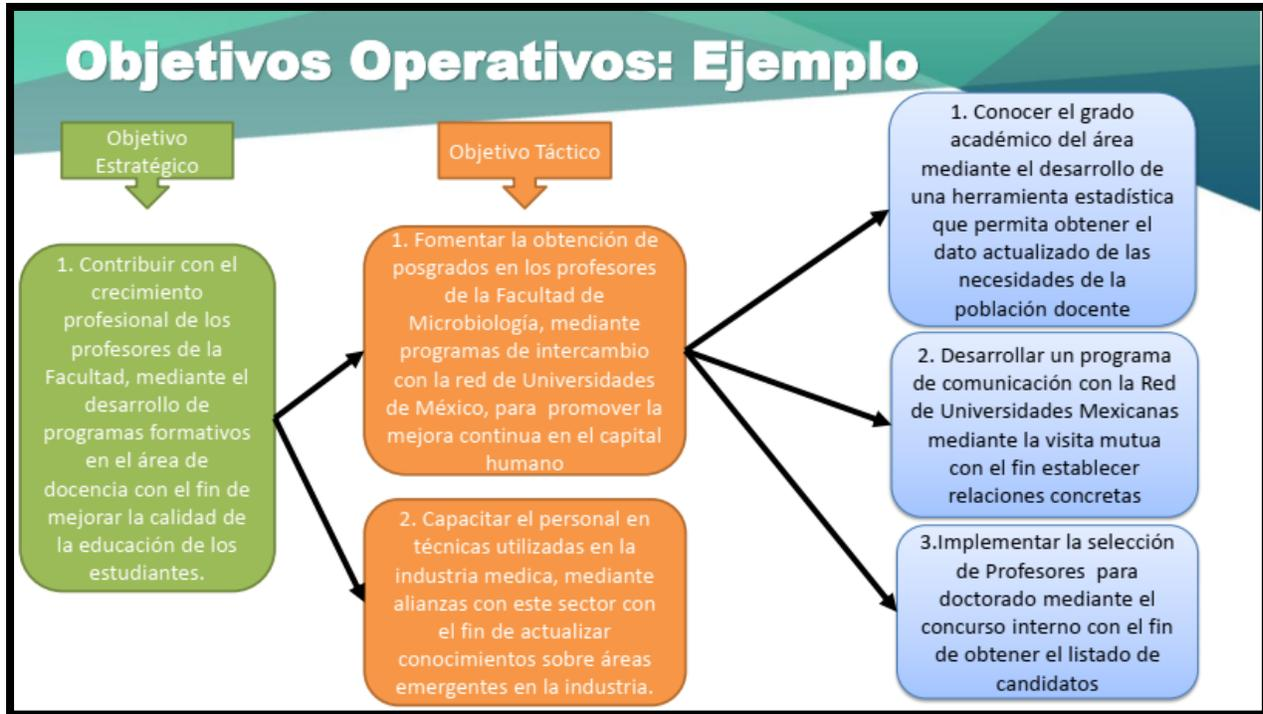 Objetivos Operativos: Ejemplo
Objetivo
Estratégico
1. Contribuir con el
crecimiento
profesional de los
profesores de la
Facultad, mediante el
desarrollo de
programas formativos
en el área de
docencia con el fin de
mejorar la calidad de
la educación de los
estudiantes.
Objetivo Táctico
1. Fomentar la obtención de
posgrados en los profesores
de la Facultad de
Microbiología, mediante
programas de intercambio
con la red de Universidades
de México, para promover la
mejora continua en el capital
humano
2. Capacitar el personal en
técnicas utilizadas en la
industria medica, mediante
alianzas con este sector con
el fin de actualizar
conocimientos sobre áreas
emergentes en la industria.
1. Conocer el grado
académico del área
mediante el desarrollo de
una herramienta estadística
que permita obtener el
dato actualizado de las
necesidades de la
población docente
2. Desarrollar un programa
de comunicación con la Red
de Universidades Mexicanas
mediante la visita mutua
con el fin establecer
relaciones concretas
3.Implementar la selección
de Profesores para
doctorado mediante el
concurso interno con el fin
de obtener el listado de
candidatos